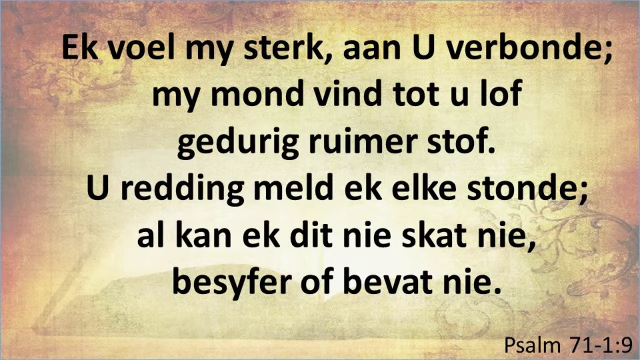 Ek voel my sterk, aan U verbonde;
my mond vind tot u lof
gedurig ruimer stof.
U redding meld ek elke stonde;
al kan ek dit nie skat nie,
besyfer of bevat nie.
Psalm 71-1:9